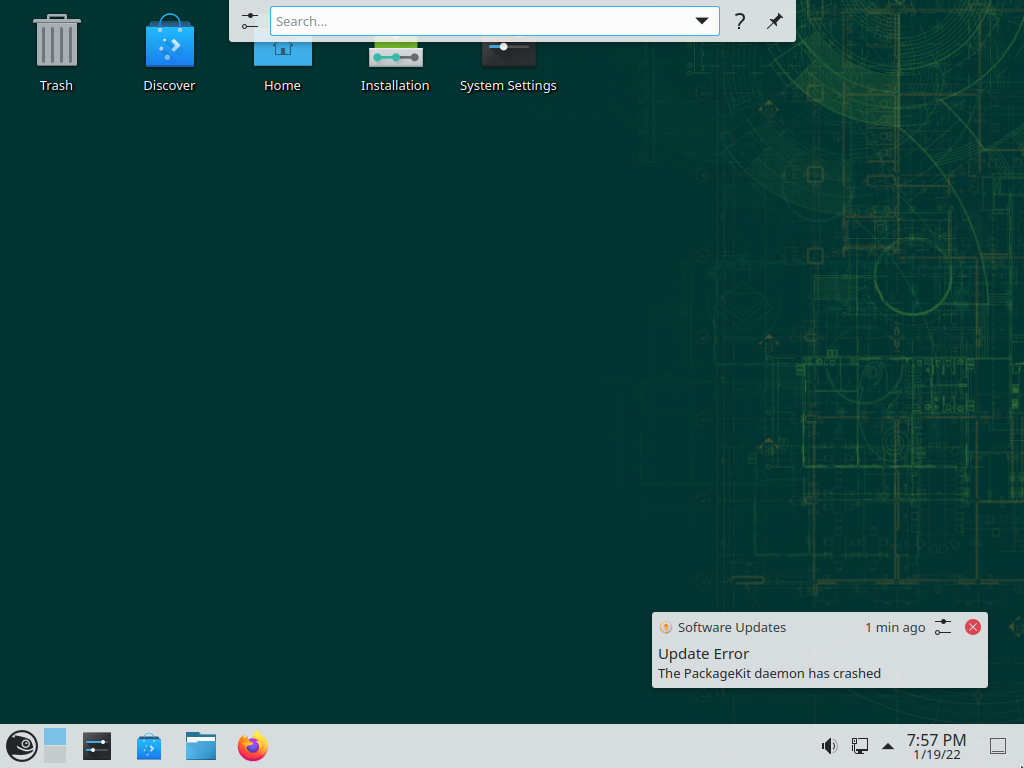 Search...
?
Trash
Discover
Home
Installation
System Settings
Software Updates
1 min ago
Update Error
The PackageKit daemon has crashed
7:57 PM
1/19/22